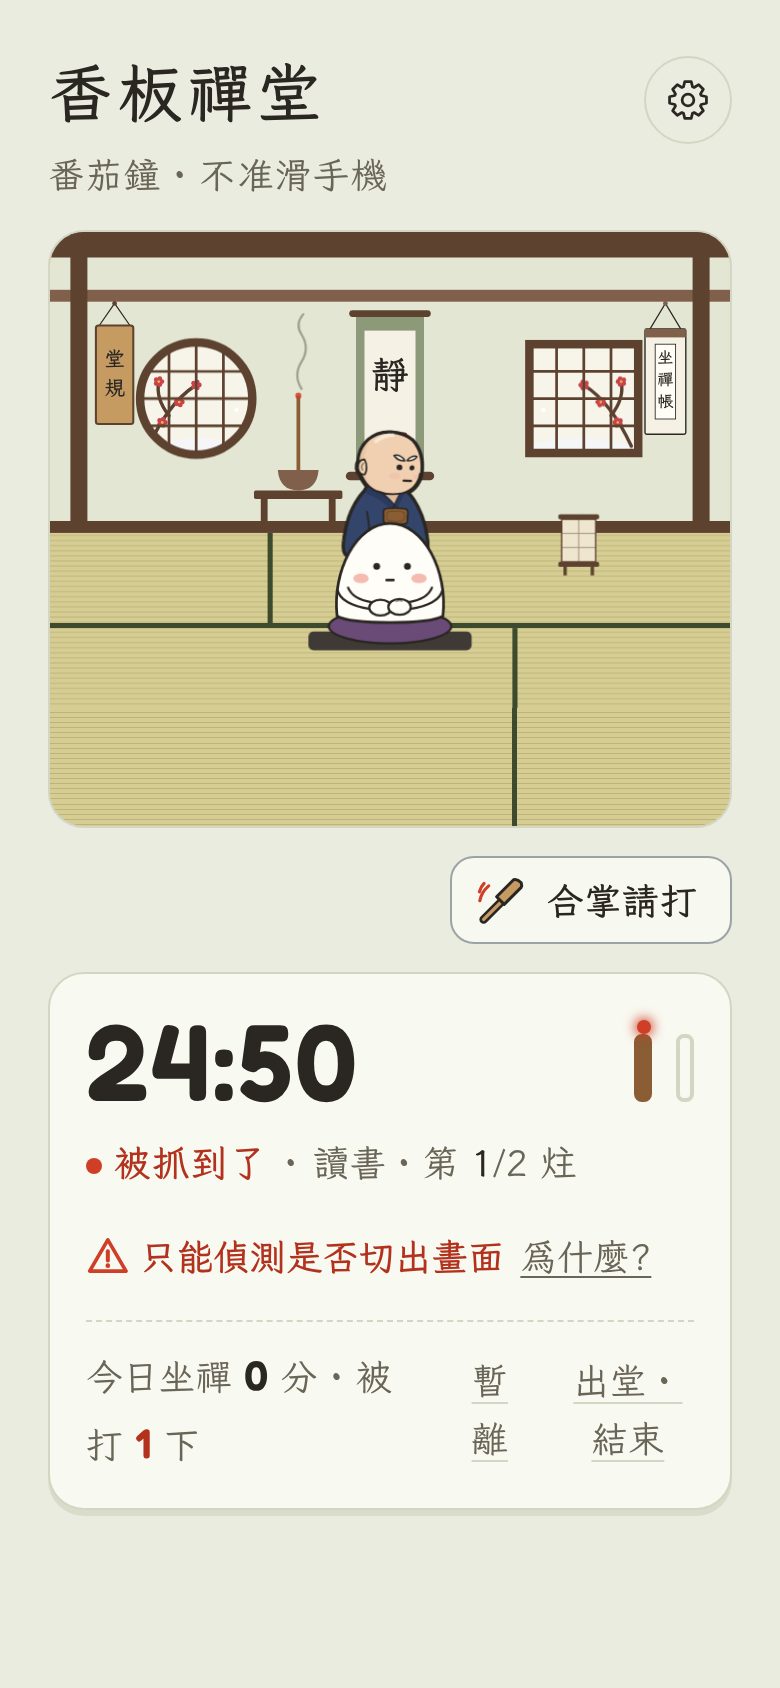 香板禪堂
番茄鐘・不准滑手機
堂規
靜
坐禪帳
合掌請打
24:50
被抓到了・讀書・第 1/2 炷
只能偵測是否切出畫面 為什麼?
今日坐禪 0 分・被
打 1 下
暫
離
出堂・
結束